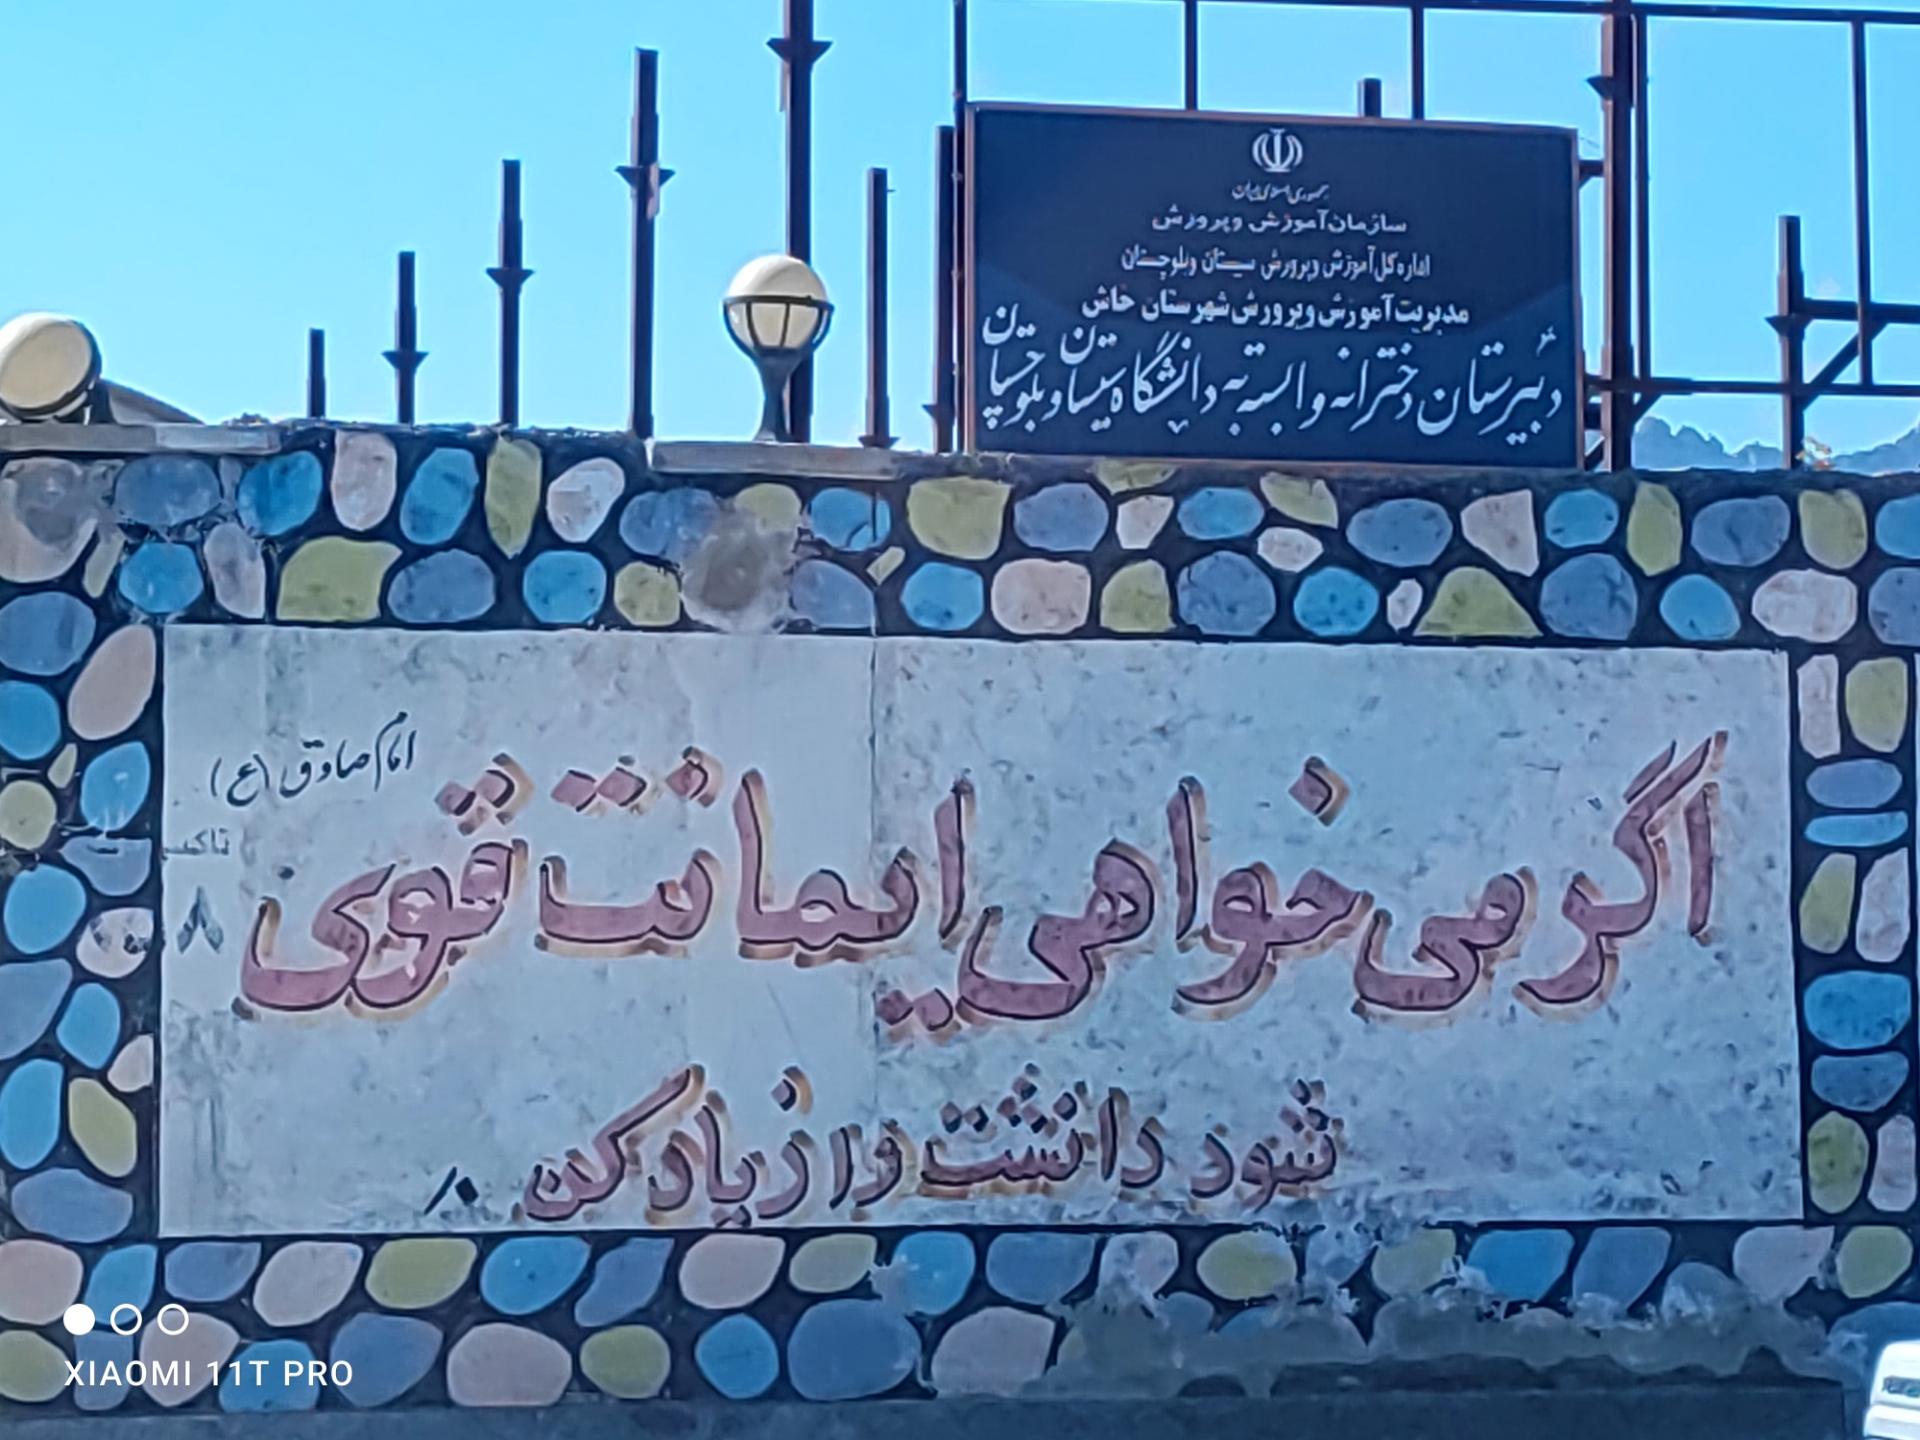 جمهوری اسلامی ایران
سازمان آموزش و پرورش
اداره کل آموزش و پرورش سیستان و بلوچستان
مدیریت آموزش و پرورش شهرستان خاش
دبیرستان دخترانه وابسته به دانشگاه سیستان و بلوچستان
امام صادق (ع)
اگر می خواهی ایمانت قوی
شود دانشت را زیاد کن
تاکسی
۸
XIAOMI 11T PRO